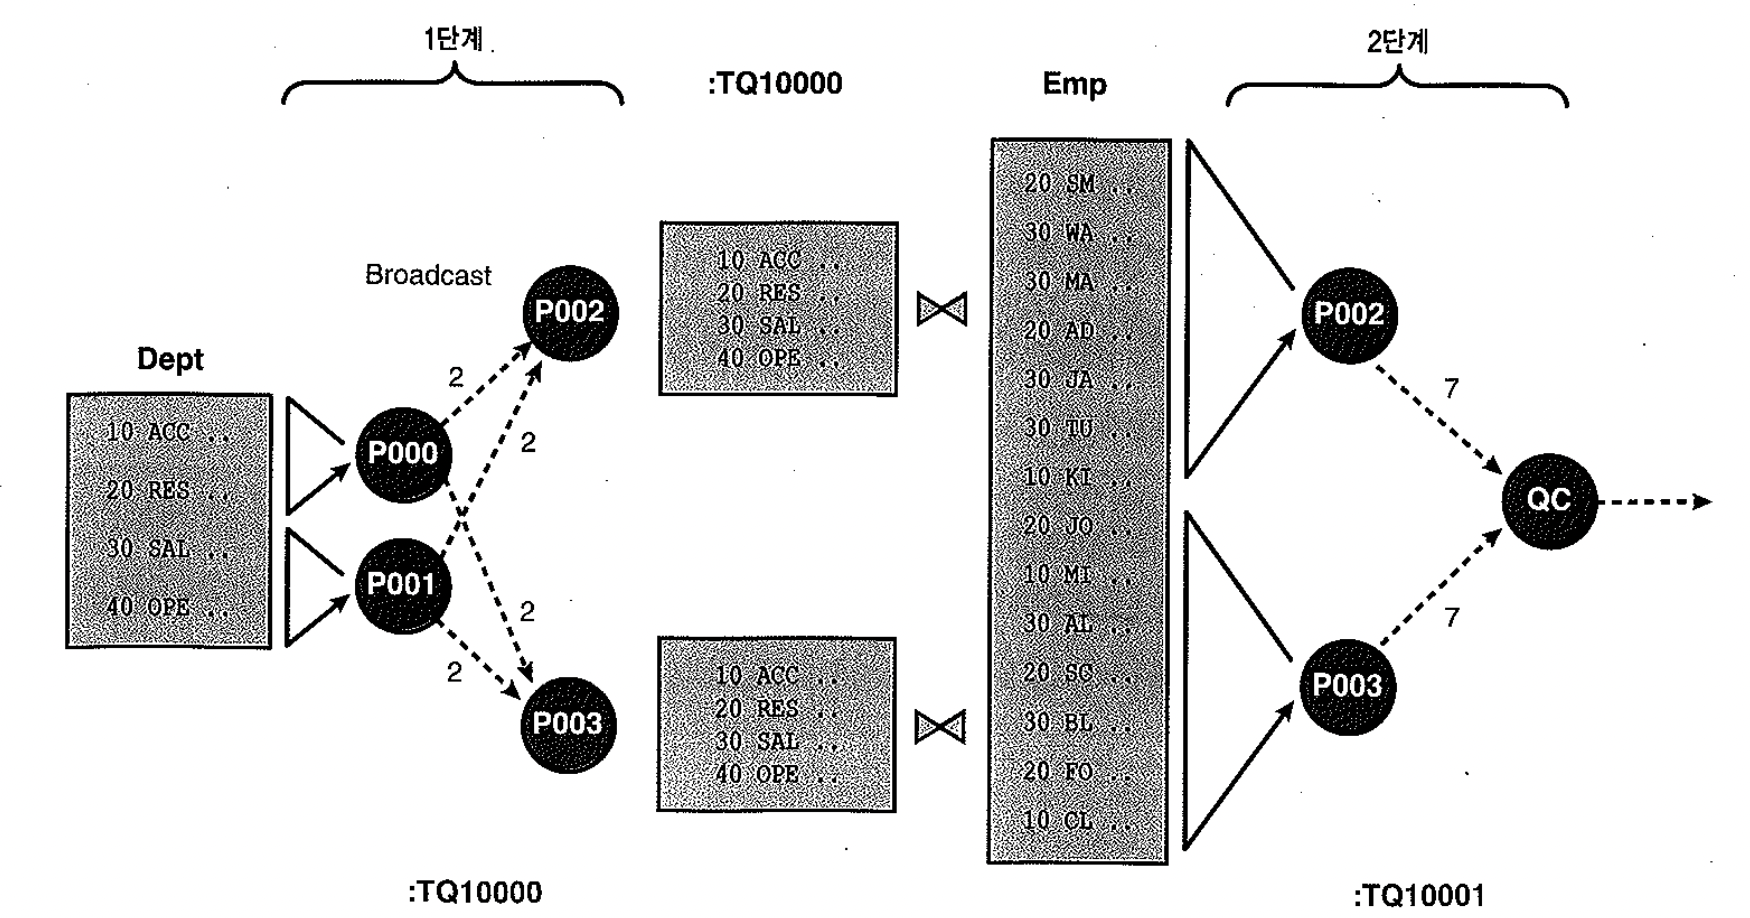 1단계
:TQ10000
Emp
2단계
Broadcast
Dept
10 ACC ..
20 RES ..
30 SAL ..
40 OPE ..
P000
P001
2
2
2
2
P002
P003
10 ACC ..
20 RES ..
30 SAL ..
40 OPE ..
10 ACC ..
20 RES ..
30 SAL ..
40 OPE ..
20 SM ..
30 WA ..
30 MA ..
20 AD ..
30 JA ..
30 TU ..
10 KI ..
20 JO ..
10 MI ..
30 AL ..
20 SC ..
30 BL ..
20 FO ..
10 CL ..
P002
P003
7
7
QC
:TQ10000
:TQ10001